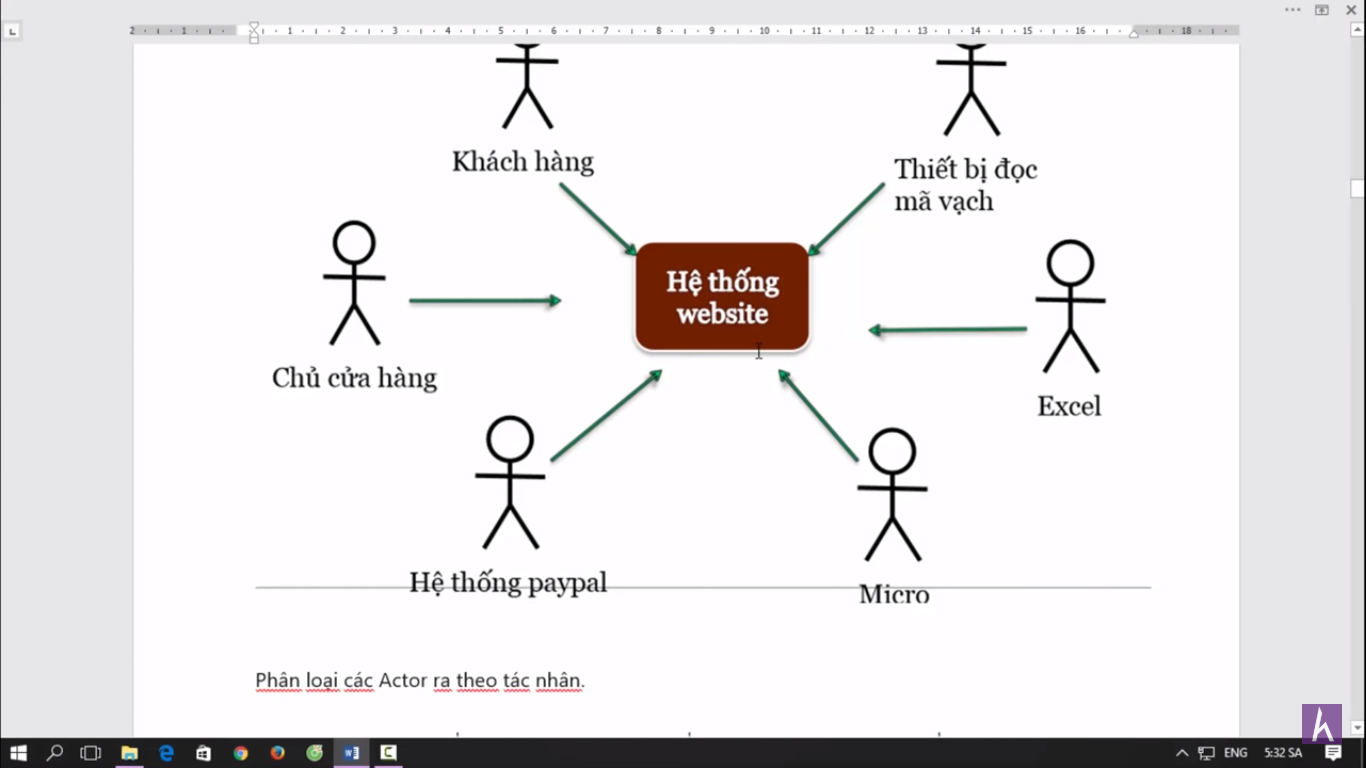 2 1 1 2 3 4 5 6 7 8 9 10 11 12 13 14 15 16 18
Khách hàng
Thiết bị đọc
mã vạch
Hệ thống
website
Chủ cửa hàng
Excel
Hệ thống paypal
Micro
Phân loại các Actor ra theo tác nhân.
ENG
5:32 SA